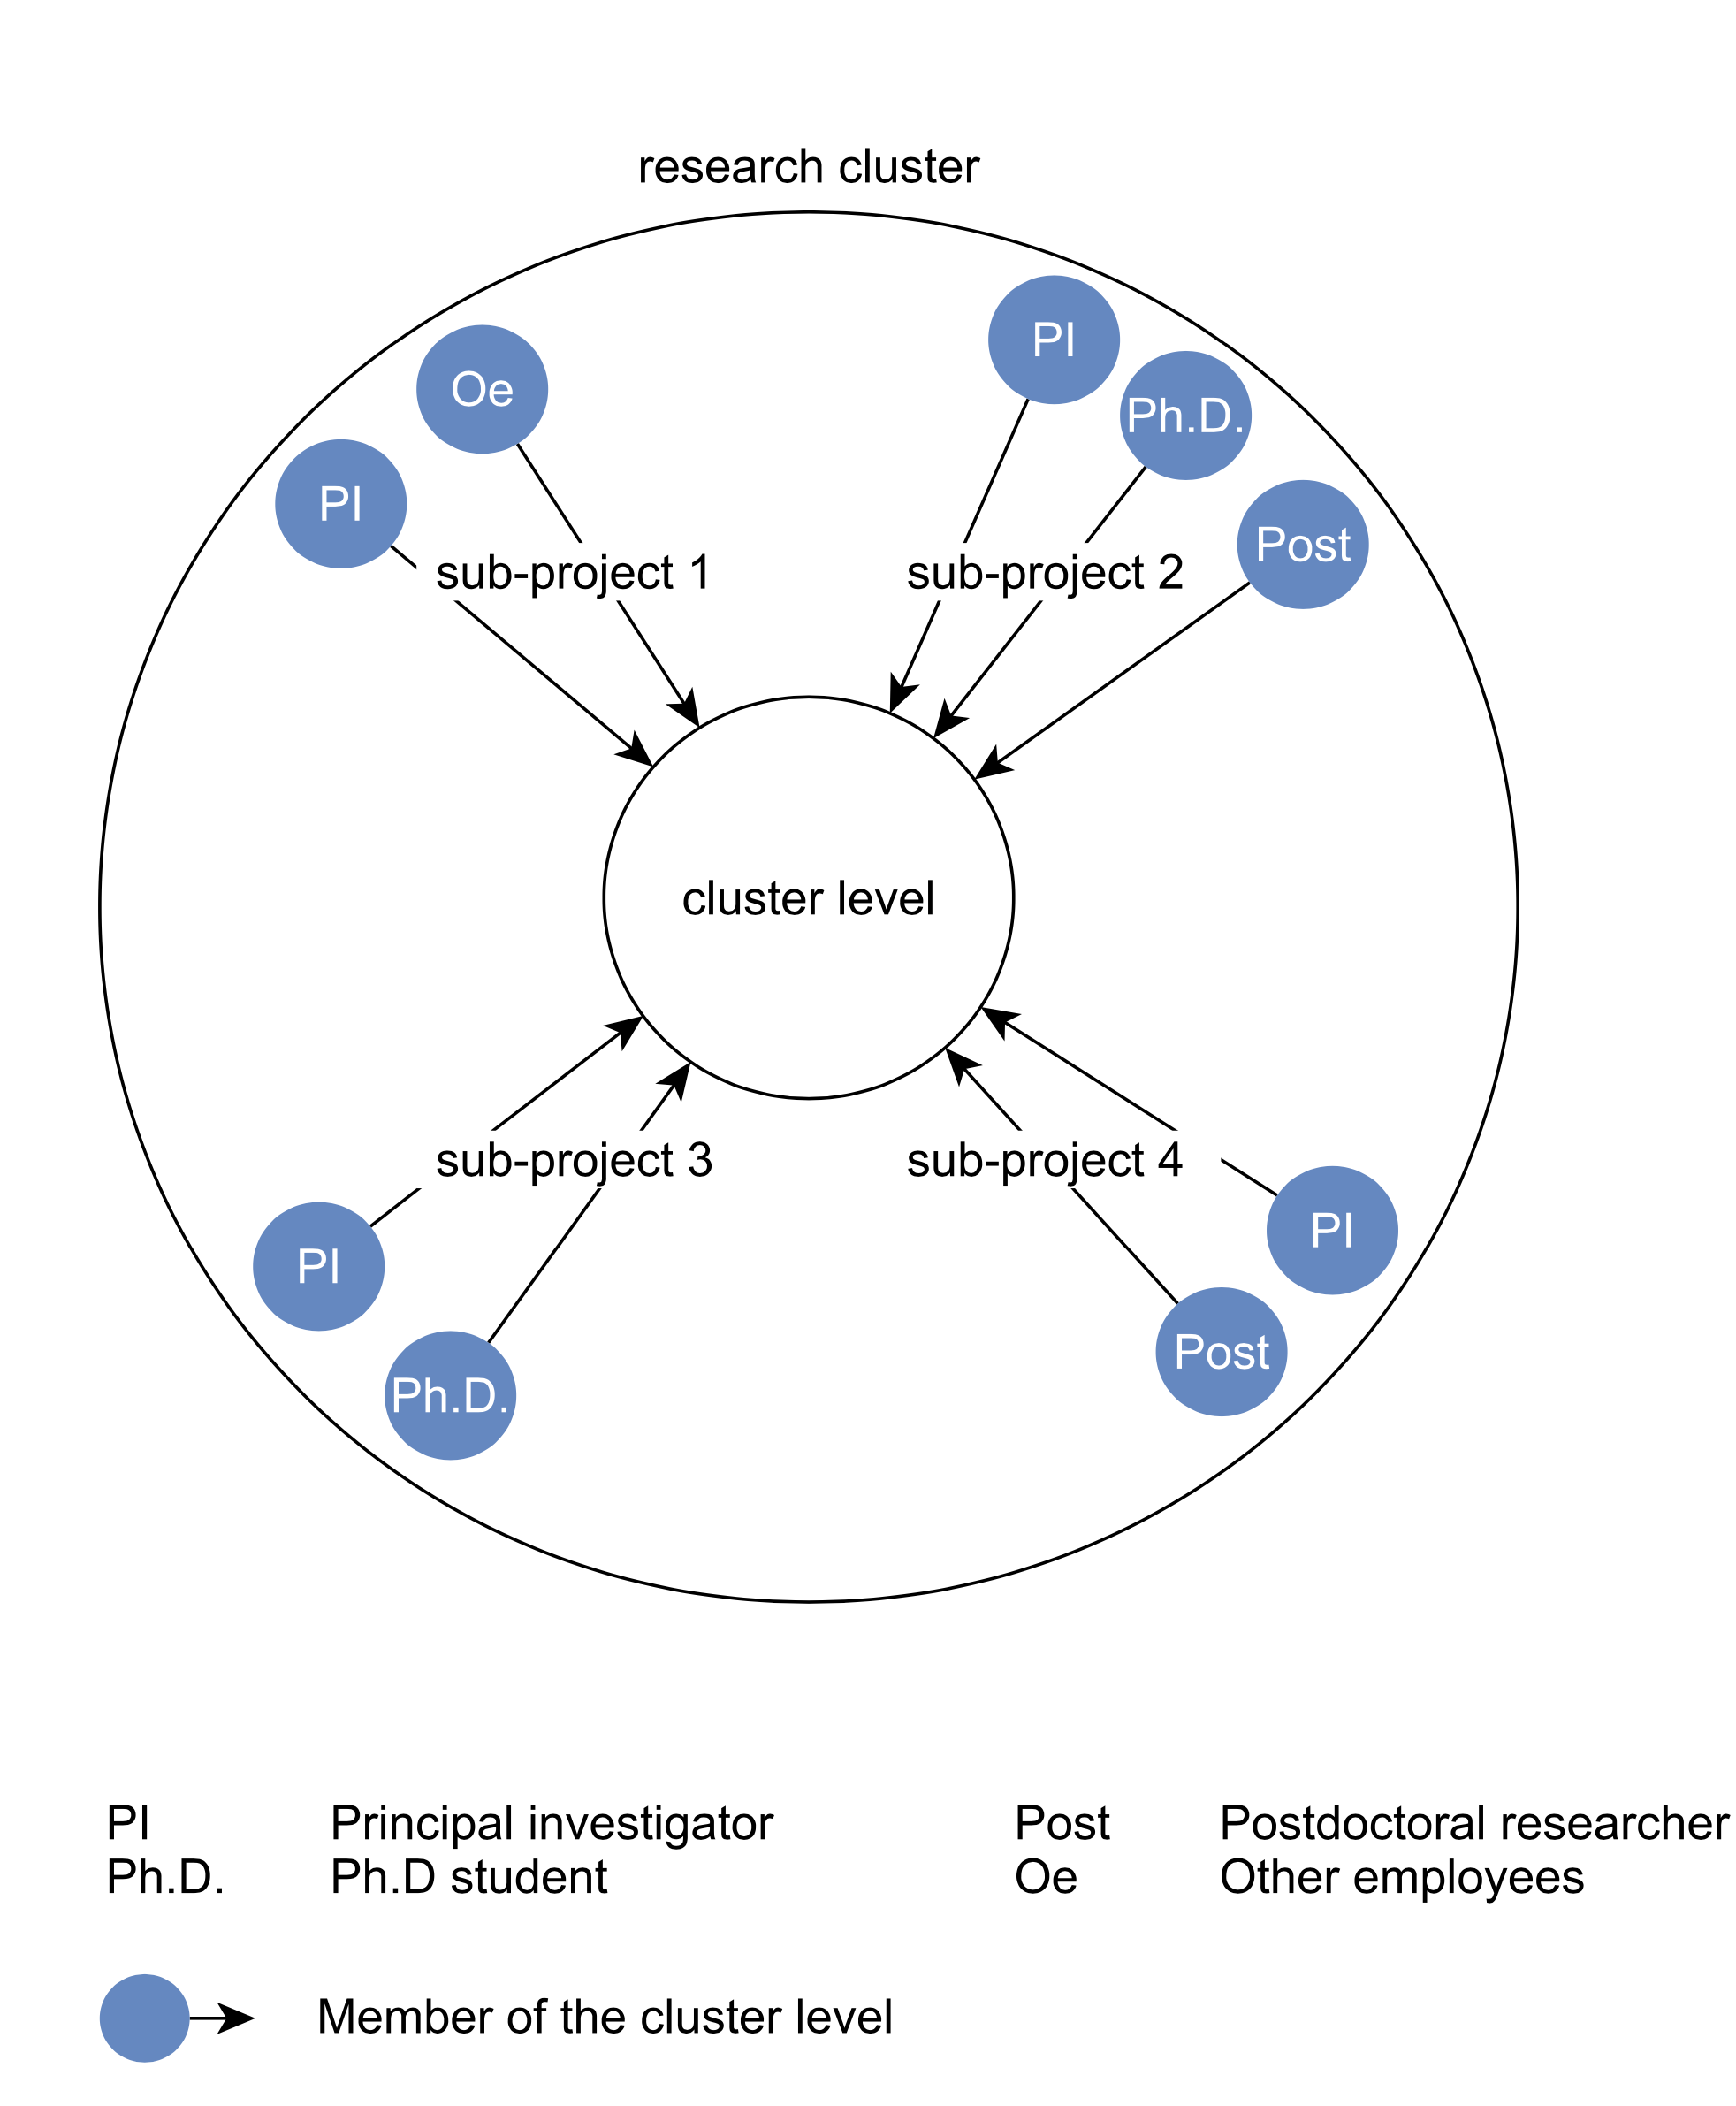 research cluster
PI
Oe
Ph.D.
PI
Post
sub-project 1
sub-project 2
cluster level
sub-project 3
sub-project 4
PI
PI
Post
Ph.D.
PI Principal investigator Post Postdoctoral researcher
Ph.D. Ph.D student Oe Other employees
Member of the cluster level